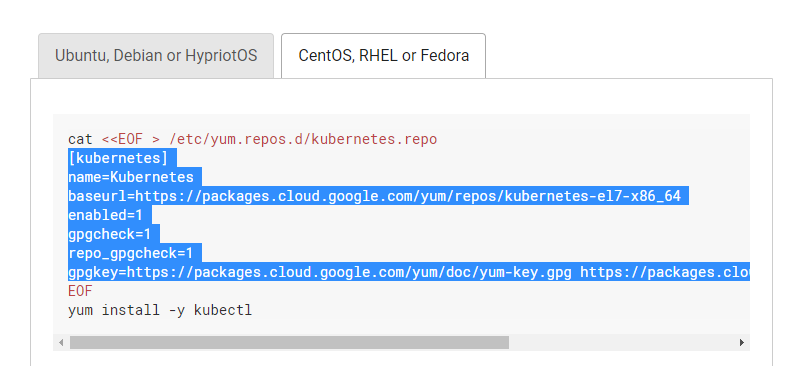 Ubuntu, Debian or HypriotOS
CentOS, RHEL or Fedora
cat <<EOF > /etc/yum.repos.d/kubernetes.repo
[kubernetes]
name=Kubernetes
baseurl=https://packages.cloud.google.com/yum/repos/kubernetes-el7-x86_64
enabled=1
gpgcheck=1
repo_gpgcheck=1
gpgkey=https://packages.cloud.google.com/yum/doc/yum-key.gpg https://packages.clou
EOF
yum install -y kubectl